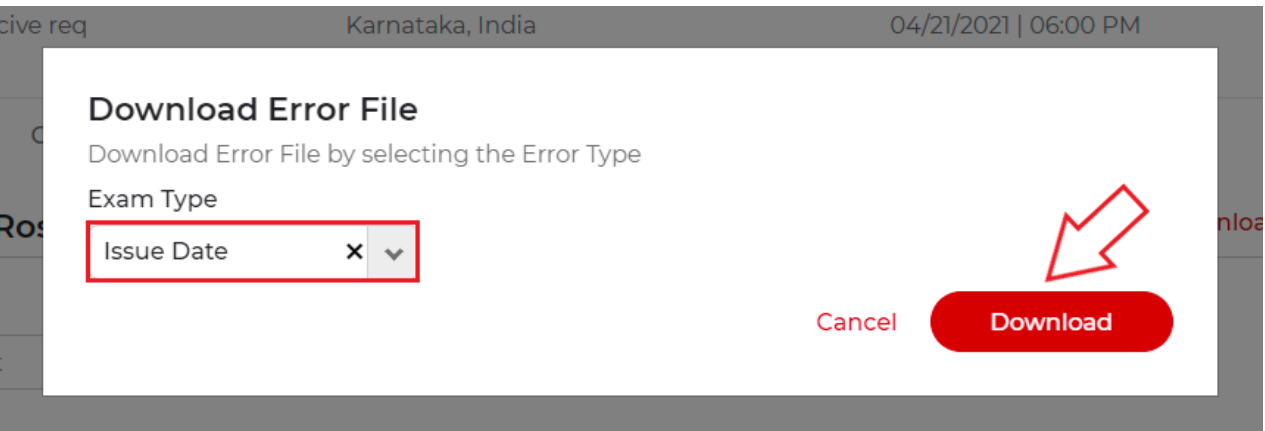 cive req Karnataka, India 04/21/2021 | 06:00 PM
Download Error File
Download Error File by selecting the Error Type
Exam Type
Issue Date
Cancel Download